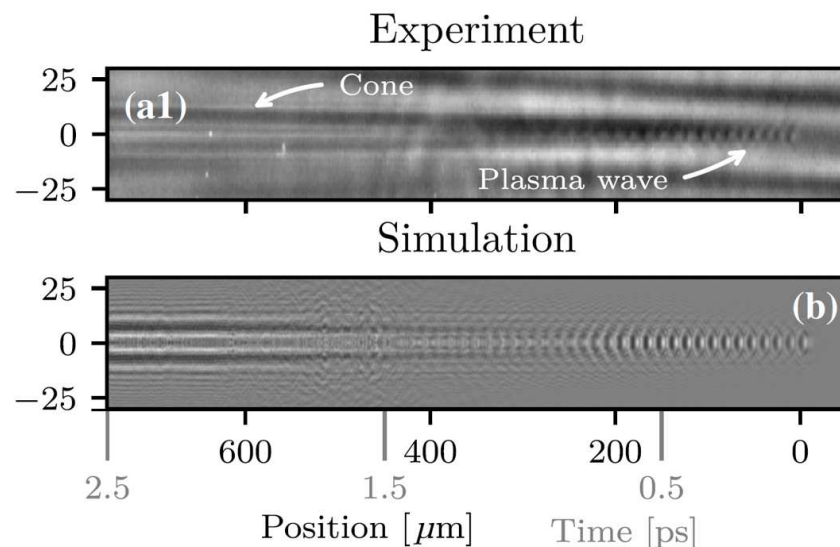 Experiment
25
0
−25
(a1)
Cone
Plasma wave
Simulation
25
0
−25
(b)
600 400 200 0
2.5 1.5 0.5
Position [μm] Time [ps]